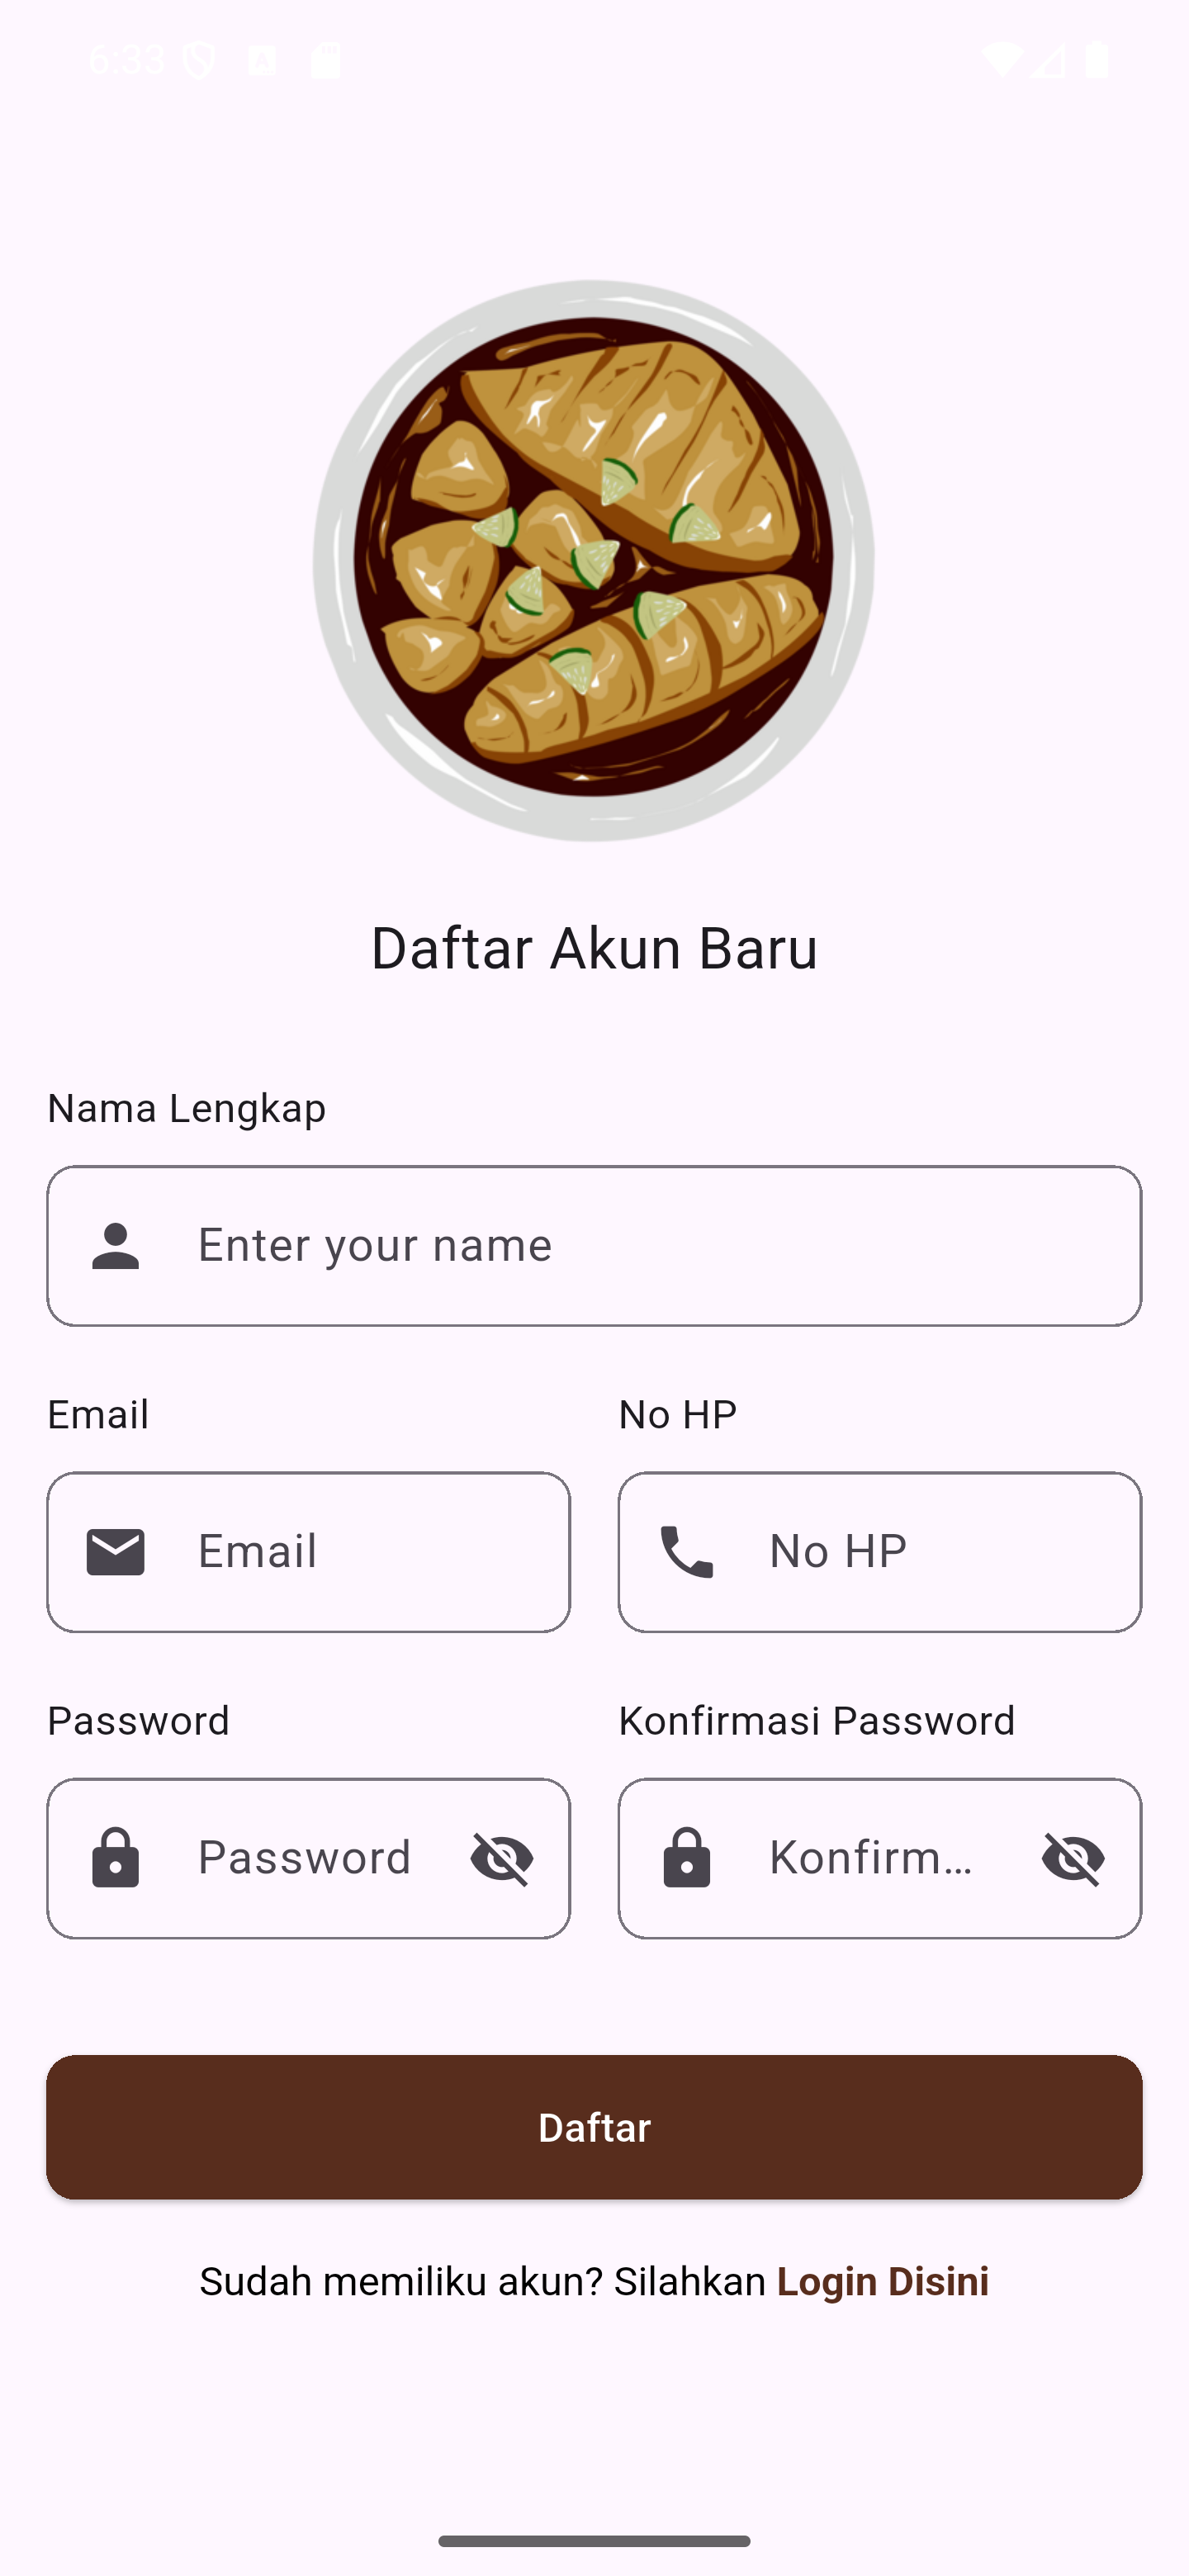 6:33
Daftar Akun Baru
Nama Lengkap
Enter your name
Email
No HP
Email
No HP
Password
Konfirmasi Password
Password
Konfirm...
Daftar
Sudah memiliku akun? Silahkan Login Disini